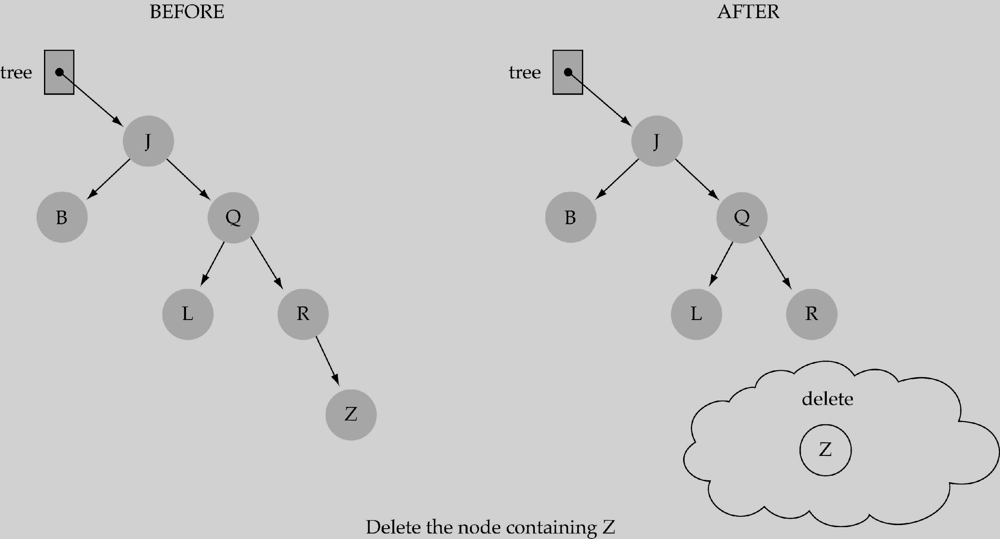 BEFORE
AFTER
tree
tree
J
J
B
Q
B
Q
L
R
L
R
Z
delete
Z
Delete the node containing Z